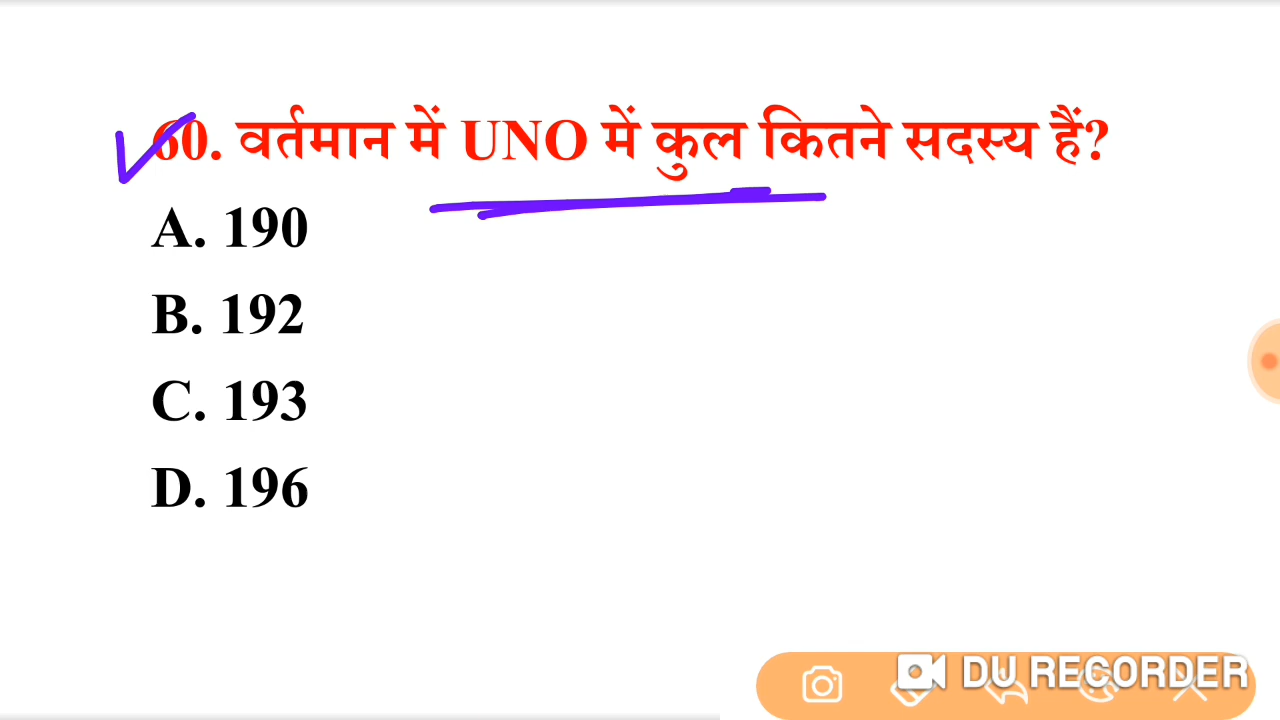 60. वर्तमान में UNO में कुल कितने सदस्य हैं?
A. 190
B. 192
C. 193
D. 196
DU RECORDER